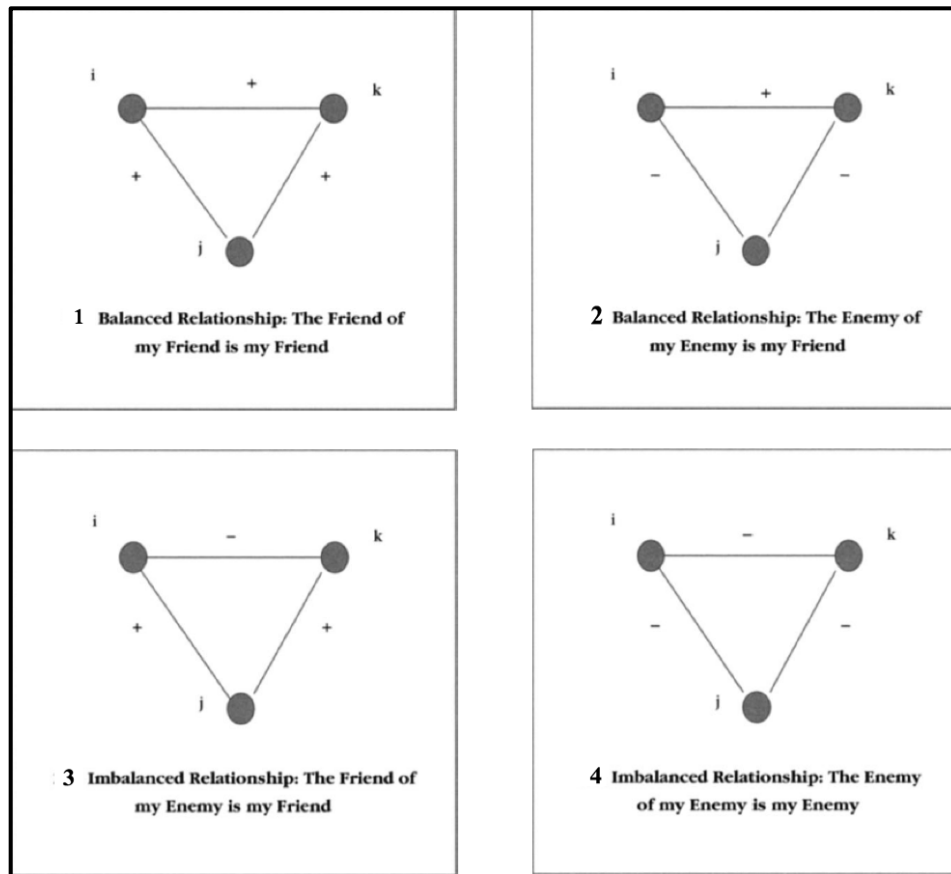 i
+
k
+
+
j
1 Balanced Relationship: The Friend of
my Friend is my Friend
i
+
k
−
−
j
2 Balanced Relationship: The Enemy of
my Enemy is my Friend
i
−
k
+
+
j
3 Imbalanced Relationship: The Friend of
my Enemy is my Friend
i
−
k
−
−
j
4 Imbalanced Relationship: The Enemy
of my Enemy is my Enemy